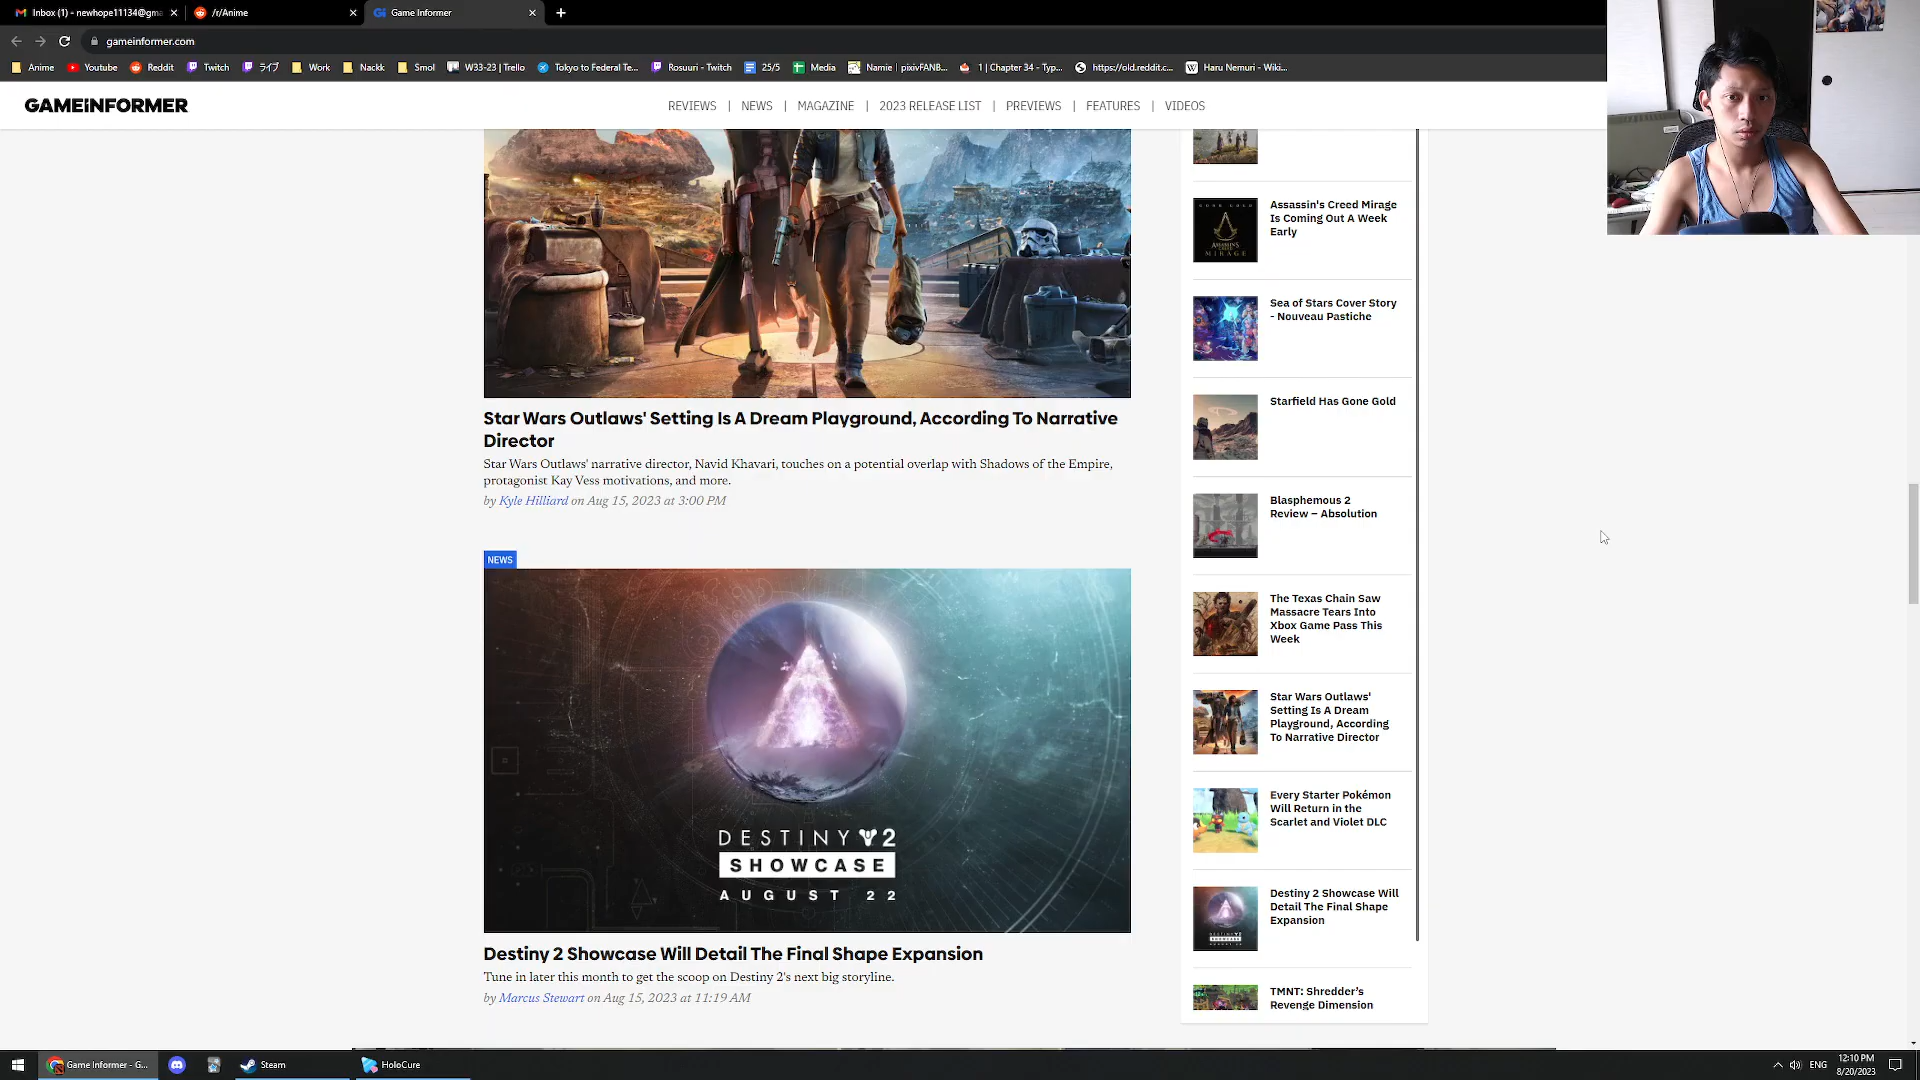 Inbox (1) - newhope11134@gma
/r/Anime
Game Informer
gameinformer.com
Anime
Youtube
Reddit
Twitch
ライブ
Work
Nackk
Smol
W33-23 | Trello
Tokyo to Federal Te...
Rosuuri - Twitch
25/5
Media
Namie | pixivFANB...
1 | Chapter 34 - Typ...
https://old.reddit.c...
Haru Nemuri - Wiki...
GAMEiNFORMER
REVIEWS | NEWS | MAGAZINE | 2023 RELEASE LIST | PREVIEWS | FEATURES | VIDEOS
Star Wars Outlaws' Setting Is A Dream Playground, According To Narrative
Director
Star Wars Outlaws' narrative director, Navid Khavari, touches on a potential overlap with Shadows of the Empire,
protagonist Kay Vess motivations, and more.
by Kyle Hilliard on Aug 15, 2023 at 3:00 PM
NEWS
DESTINY 2
SHOWCASE
AUGUST 22
Destiny 2 Showcase Will Detail The Final Shape Expansion
Tune in later this month to get the scoop on Destiny 2's next big storyline.
by Marcus Stewart on Aug 15, 2023 at 11:19 AM
ASSASSIN'S
CREED
MIRAGE
Assassin's Creed Mirage
Is Coming Out A Week
Early
Sea of Stars Cover Story
- Nouveau Pastiche
Starfield Has Gone Gold
Blasphemous 2
Review – Absolution
The Texas Chain Saw
Massacre Tears Into
Xbox Game Pass This
Week
Star Wars Outlaws'
Setting Is A Dream
Playground, According
To Narrative Director
Every Starter Pokémon
Will Return in the
Scarlet and Violet DLC
Destiny 2 Showcase Will
Detail The Final Shape
Expansion
TMNT: Shredder’s
Revenge Dimension
Game Informer - G...
Steam
HoloCure
ENG
12:10 PM
8/20/2023